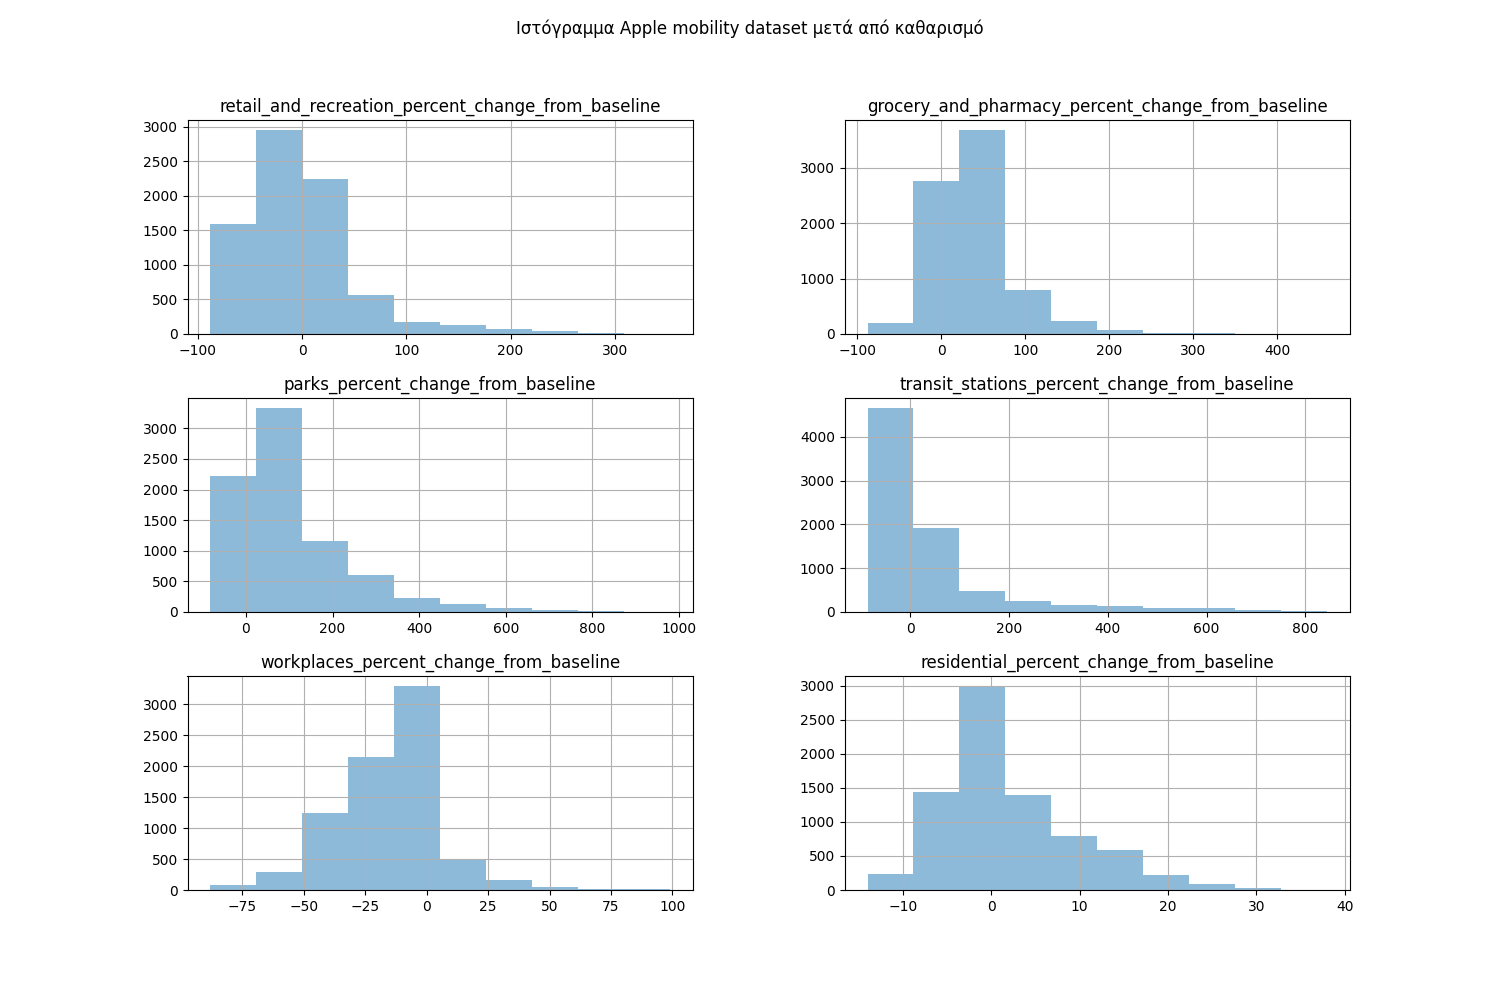 Ιστόγραμμα Apple mobility dataset μετά από καθαρισμό
retail_and_recreation_percent_change_from_baseline
3000
2500
2000
1500
1000
500
0
−100 0 100 200 300
grocery_and_pharmacy_percent_change_from_baseline
3000
2000
1000
0
−100 0 100 200 300 400
parks_percent_change_from_baseline
3000
2500
2000
1500
1000
500
0
0 200 400 600 800 1000
transit_stations_percent_change_from_baseline
4000
3000
2000
1000
0
0 200 400 600 800
workplaces_percent_change_from_baseline
3000
2500
2000
1500
1000
500
0
−75 −50 −25 0 25 50 75 100
residential_percent_change_from_baseline
3000
2500
2000
1500
1000
500
0
−10 0 10 20 30 40